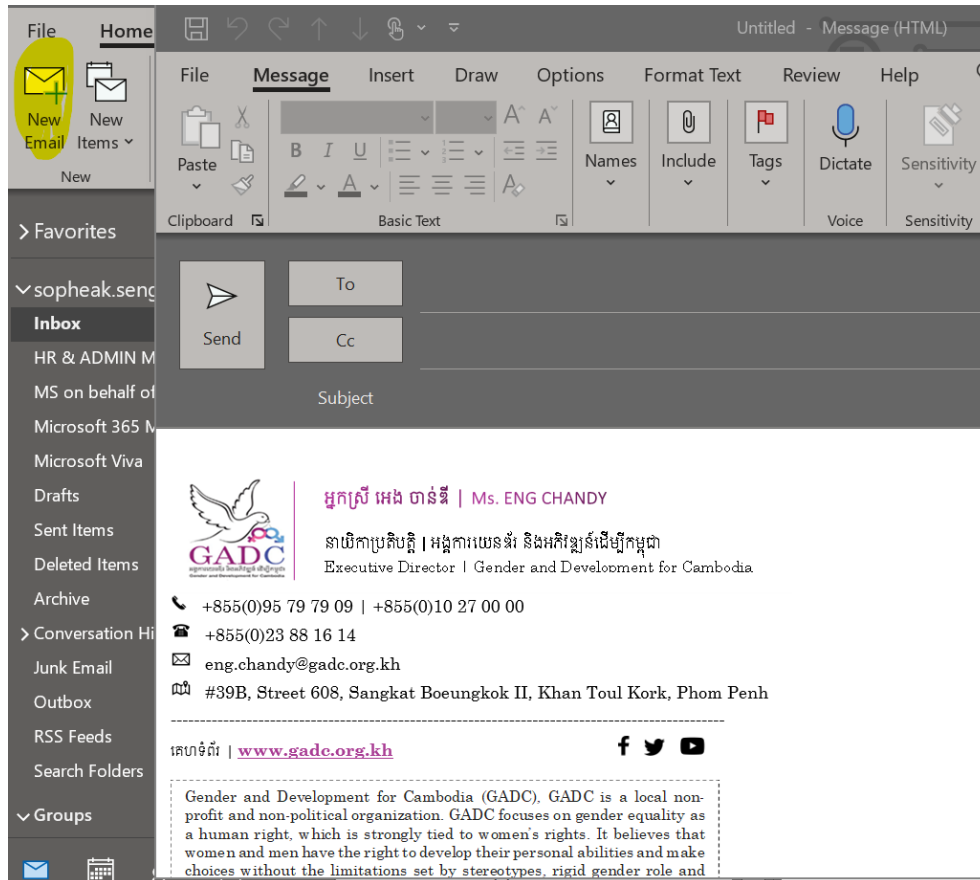 File Home
New Email
New Items
New
Favorites
sopheak.seng
Inbox
HR & ADMIN M
MS on behalf of
Microsoft 365 M
Microsoft Viva
Drafts
Sent Items
Deleted Items
Archive
Conversation Hi
Junk Email
Outbox
RSS Feeds
Search Folders
Groups
Untitled - Message (HTML)
File Message Insert Draw Options Format Text Review Help
Paste
B I U
Names Include Tags Dictate Sensitivity
Clipboard Basic Text Voice Sensitivity
Send
To
Cc
Subject
GADC
Gender and Development for Cambodia
អ្នកស្រី អេង ចាន់ឌី | Ms. ENG CHANDY
នាយិកាប្រតិបត្តិ | អង្គការយេនឌ័រ និងអភិវឌ្ឍន៍ដើម្បីកម្ពុជា
Executive Director | Gender and Development for Cambodia
+855(0)95 79 79 09 | +855(0)10 27 00 00
+855(0)23 88 16 14
eng.chandy@gadc.org.kh
#39B, Street 608, Sangkat Boeungkok II, Khan Toul Kork, Phom Penh
គេហទំព័រ | www.gadc.org.kh
Gender and Development for Cambodia (GADC), GADC is a local non-
profit and non-political organization. GADC focuses on gender equality as
a human right, which is strongly tied to women's rights. It believes that
women and men have the right to develop their personal abilities and make
choices without the limitations set by stereotypes, rigid gender role and